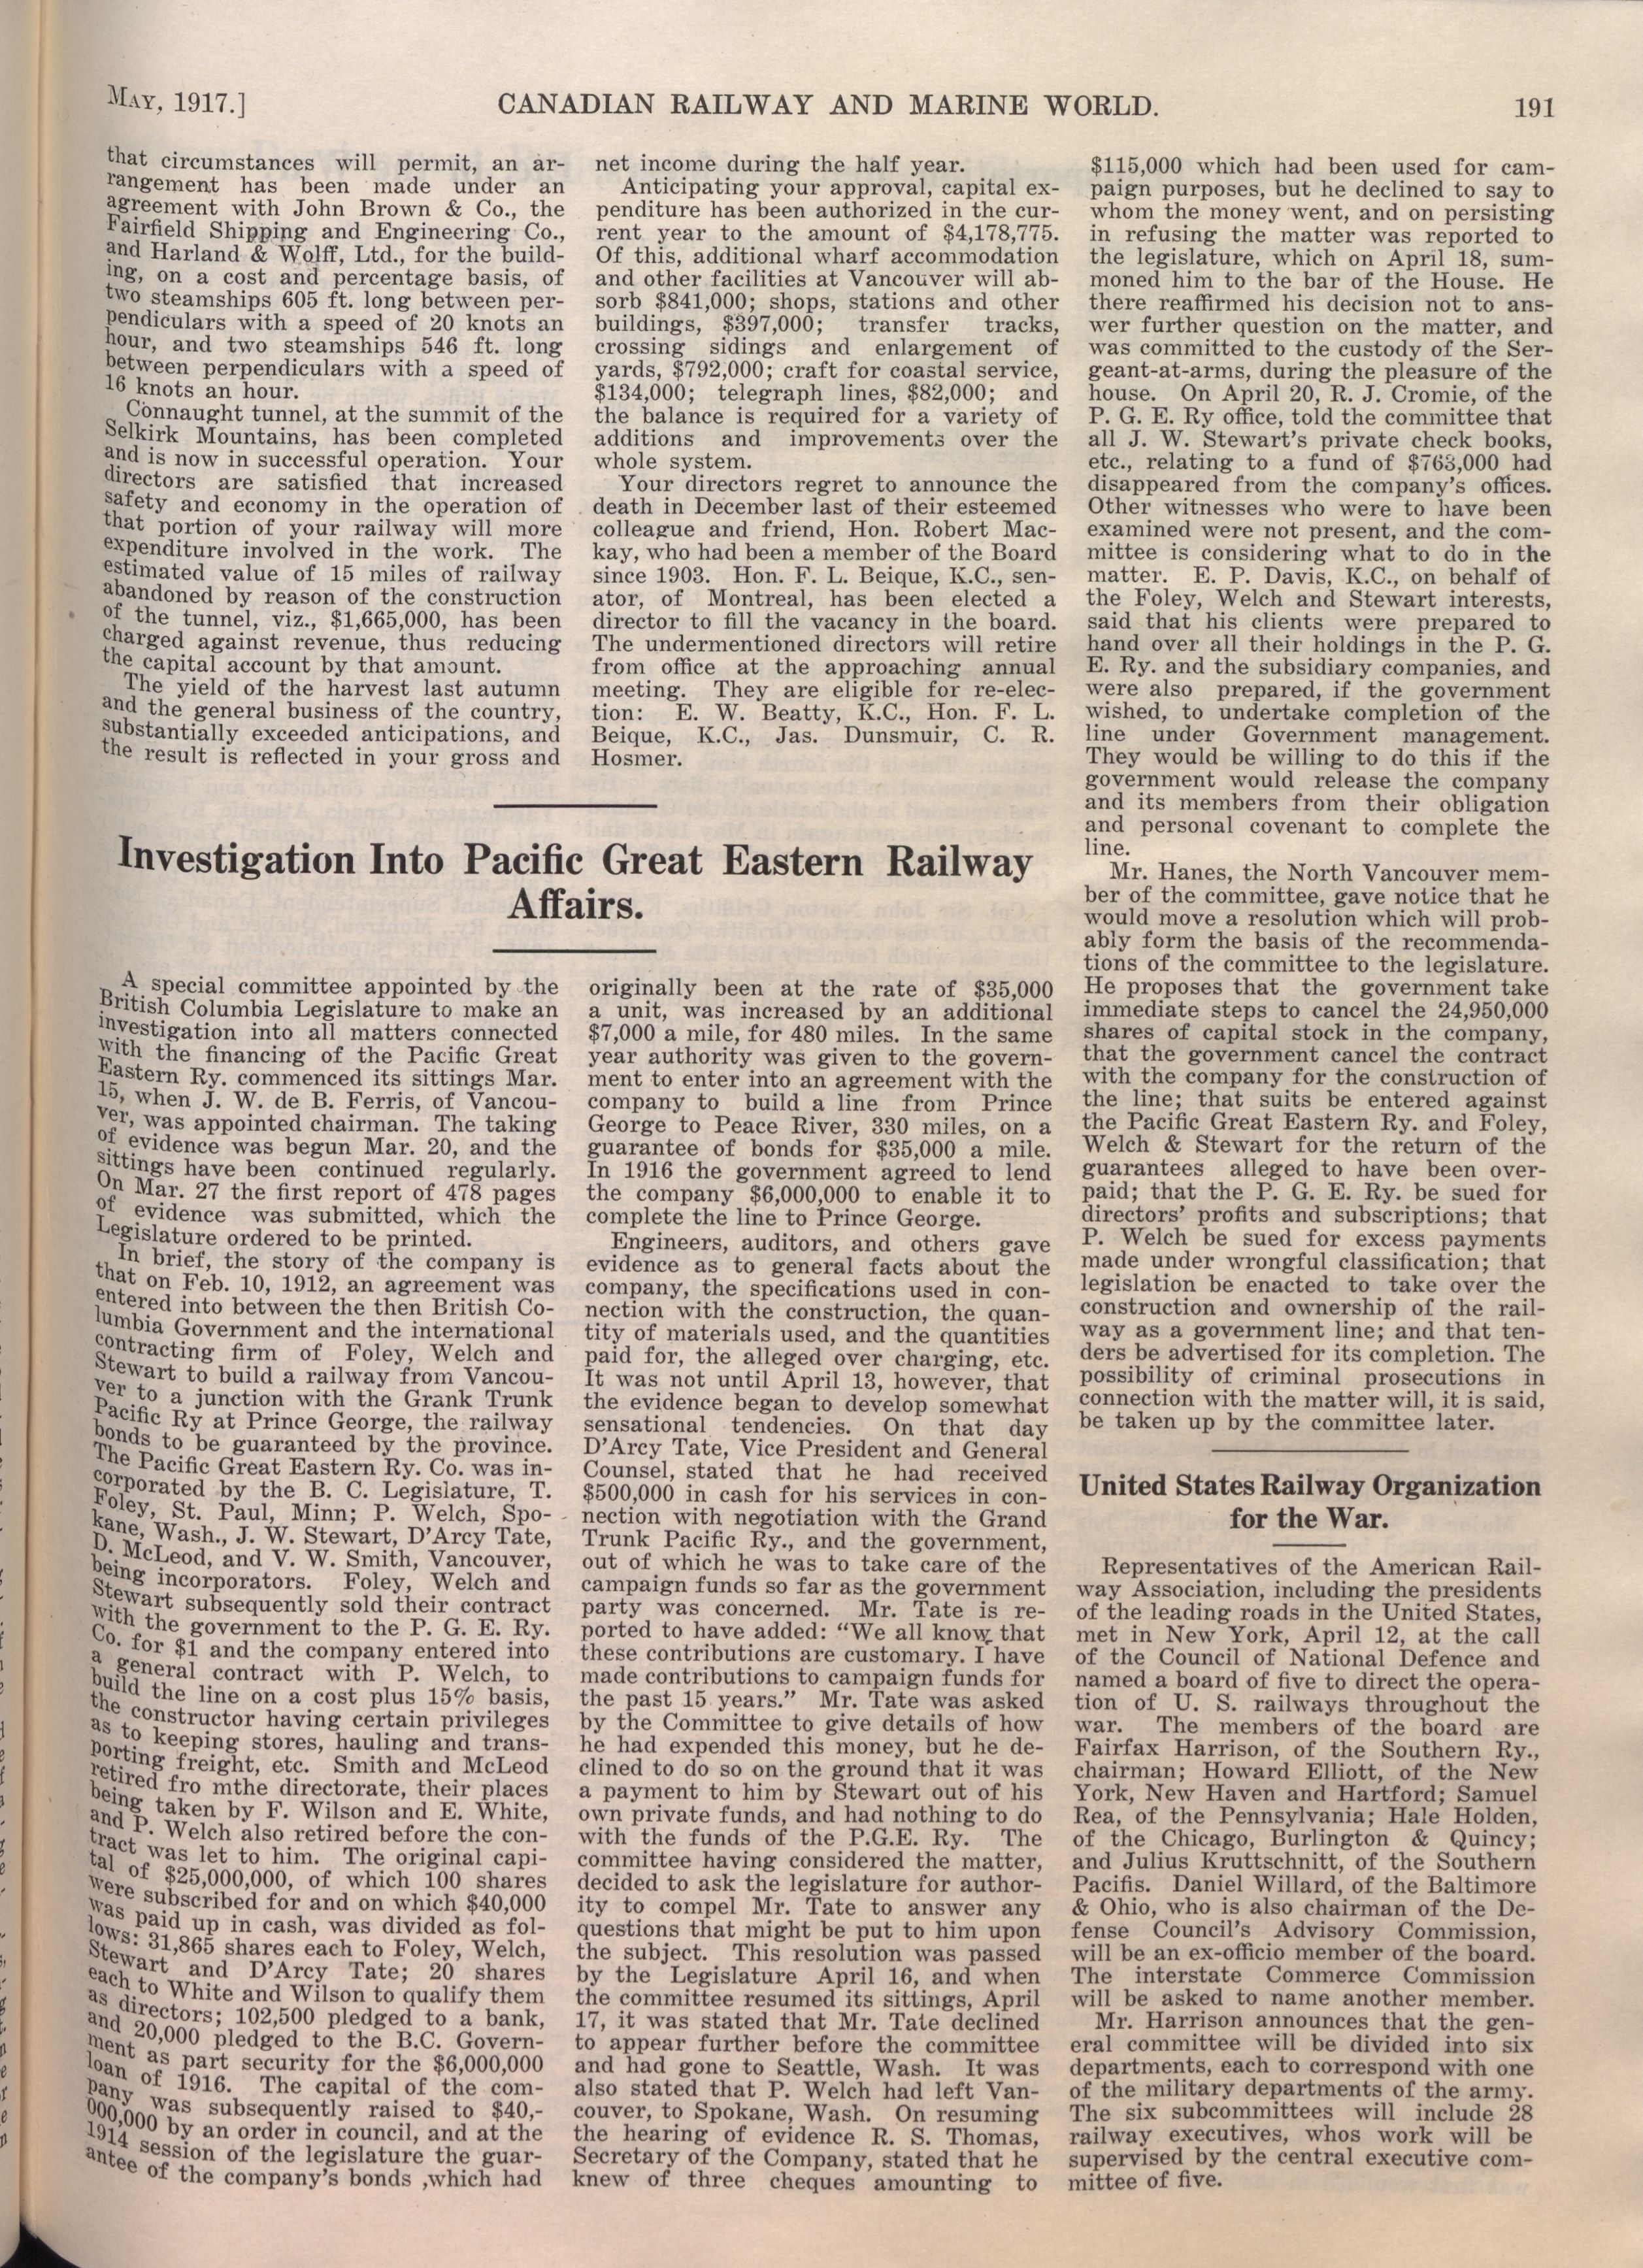 MAY, 1917.]
CANADIAN RAILWAY AND MARINE WORLD.
191
that circumstances will permit, an ar-
rangement has been made under an
agreement with John Brown & Co., the
Fairfield Shipping and Engineering Co.,
and Harland & Wolff, Ltd., for the build-
ing, on a cost and percentage basis, of
two steamships 605 ft. long between per-
pendiculars with a speed of 20 knots an
hour, and two steamships 546 ft. long
between perpendiculars with a speed of
16 knots an hour.
Connaught tunnel, at the summit of the
Selkirk Mountains, has been completed
and is now in successful operation. Your
directors are satisfied that increased
safety and economy in the operation of
that portion of your railway will more
expenditure involved in the work. The
estimated value of 15 miles of railway
abandoned by reason of the construction
of the tunnel, viz., $1,665,000, has been
charged against revenue, thus reducing
the capital account by that amount.
The yield of the harvest last autumn
and the general business of the country,
substantially exceeded anticipations, and
the result is reflected in your gross and
net income during the half year.
Anticipating your approval, capital ex-
penditure has been authorized in the cur-
rent year to the amount of $4,178,775.
Of this, additional wharf accommodation
and other facilities at Vancouver will ab-
sorb $841,000; shops, stations and other
buildings, $397,000; transfer tracks,
crossing sidings and enlargement of
yards, $792,000; craft for coastal service,
$134,000; telegraph lines, $82,000; and
the balance is required for a variety of
additions and improvements over the
whole system.
Your directors regret to announce the
death in December last of their esteemed
colleague and friend, Hon. Robert Mac-
kay, who had been a member of the Board
since 1903. Hon. F. L. Beique, K.C., sen-
ator, of Montreal, has been elected a
director to fill the vacancy in the board.
The undermentioned directors will retire
from office at the approaching annual
meeting. They are eligible for re-elec-
tion: E. W. Beatty, K.C., Hon. F. L.
Beique, K.C., Jas. Dunsmuir, C. R.
Hosmer.
Investigation Into Pacific Great Eastern Railway
Affairs.
A special committee appointed by the
British Columbia Legislature to make an
investigation into all matters connected
with the financing of the Pacific Great
Eastern Ry. commenced its sittings Mar.
15, when J. W. de B. Ferris, of Vancou-
ver, was appointed chairman. The taking
of evidence was begun Mar. 20, and the
sittings have been continued regularly.
On Mar. 27 the first report of 478 pages
of evidence was submitted, which the
Legislature ordered to be printed.
In brief, the story of the company is
that on Feb. 10, 1912, an agreement was
entered into between the then British Co-
lumbia Government and the international
contracting firm of Foley, Welch and
Stewart to build a railway from Vancou-
ver to a junction with the Grank Trunk
Pacific Ry at Prince George, the railway
bonds to be guaranteed by the province.
The Pacific Great Eastern Ry. Co. was in-
corporated by the B. C. Legislature, T.
Foley, St. Paul, Minn; P. Welch, Spo-
kane, Wash., J. W. Stewart, D'Arcy Tate,
D. McLeod, and V. W. Smith, Vancouver,
being incorporators. Foley, Welch and
Stewart subsequently sold their contract
with the government to the P. G. E. Ry.
Co. for $1 and the company entered into
a general contract with P. Welch, to
build the line on a cost plus 15% basis,
the constructor having certain privileges
as to keeping stores, hauling and trans-
porting freight, etc. Smith and McLeod
retired fro mthe directorate, their places
being taken by F. Wilson and E. White,
and P. Welch also retired before the con-
tract was let to him. The original capi-
tal of $25,000,000, of which 100 shares
were subscribed for and on which $40,000
was paid up in cash, was divided as fol-
lows: 31,865 shares each to Foley, Welch,
Stewart and D'Arcy Tate; 20 shares
each to White and Wilson to qualify them
as directors; 102,500 pledged to a bank,
and 20,000 pledged to the B.C. Govern-
ment as part security for the $6,000,000
loan of 1916. The capital of the com-
pany was subsequently raised to $40,-
000,000 by an order in council, and at the
1914 session of the legislature the guar-
antee of the company's bonds ,which had
originally been at the rate of $35,000
a unit, was increased by an additional
$7,000 a mile, for 480 miles. In the same
year authority was given to the govern-
ment to enter into an agreement with the
company to build a line from Prince
George to Peace River, 330 miles, on a
guarantee of bonds for $35,000 a mile.
In 1916 the government agreed to lend
the company $6,000,000 to enable it to
complete the line to Prince George.
Engineers, auditors, and others gave
evidence as to general facts about the
company, the specifications used in con-
nection with the construction, the quan-
tity of materials used, and the quantities
paid for, the alleged over charging, etc.
It was not until April 13, however, that
the evidence began to develop somewhat
sensational tendencies. On that day
D'Arcy Tate, Vice President and General
Counsel, stated that he had received
$500,000 in cash for his services in con-
nection with negotiation with the Grand
Trunk Pacific Ry., and the government,
out of which he was to take care of the
campaign funds so far as the government
party was concerned. Mr. Tate is re-
ported to have added: "We all know that
these contributions are customary. I have
made contributions to campaign funds for
the past 15 years." Mr. Tate was asked
by the Committee to give details of how
he had expended this money, but he de-
clined to do so on the ground that it was
a payment to him by Stewart out of his
own private funds, and had nothing to do
with the funds of the P.G.E. Ry. The
committee having considered the matter,
decided to ask the legislature for author-
ity to compel Mr. Tate to answer any
questions that might be put to him upon
the subject. This resolution was passed
by the Legislature April 16, and when
the committee resumed its sittings, April
17, it was stated that Mr. Tate declined
to appear further before the committee
and had gone to Seattle, Wash. It was
also stated that P. Welch had left Van-
couver, to Spokane, Wash. On resuming
the hearing of evidence R. S. Thomas,
Secretary of the Company, stated that he
knew of three cheques amounting to
$115,000 which had been used for cam-
paign purposes, but he declined to say to
whom the money went, and on persisting
in refusing the matter was reported to
the legislature, which on April 18, sum-
moned him to the bar of the House. He
there reaffirmed his decision not to ans-
wer further question on the matter, and
was committed to the custody of the Ser-
geant-at-arms, during the pleasure of the
house. On April 20, R. J. Cromie, of the
P. G. E. Ry office, told the committee that
all J. W. Stewart's private check books,
etc., relating to a fund of $763,000 had
disappeared from the company's offices.
Other witnesses who were to have been
examined were not present, and the com-
mittee is considering what to do in the
matter. E. P. Davis, K.C., on behalf of
the Foley, Welch and Stewart interests,
said that his clients were prepared to
hand over all their holdings in the P. G.
E. Ry. and the subsidiary companies, and
were also prepared, if the government
wished, to undertake completion of the
line under Government management.
They would be willing to do this if the
government would release the company
and its members from their obligation
and personal covenant to complete the
line.
Mr. Hanes, the North Vancouver mem-
ber of the committee, gave notice that he
would move a resolution which will prob-
ably form the basis of the recommenda-
tions of the committee to the legislature.
He proposes that the government take
immediate steps to cancel the 24,950,000
shares of capital stock in the company,
that the government cancel the contract
with the company for the construction of
the line; that suits be entered against
the Pacific Great Eastern Ry. and Foley,
Welch & Stewart for the return of the
guarantees alleged to have been over-
paid; that the P. G. E. Ry. be sued for
directors' profits and subscriptions; that
P. Welch be sued for excess payments
made under wrongful classification; that
legislation be enacted to take over the
construction and ownership of the rail-
way as a government line; and that ten-
ders be advertised for its completion. The
possibility of criminal prosecutions in
connection with the matter will, it is said,
be taken up by the committee later.
United States Railway Organization
for the War.
Representatives of the American Rail-
way Association, including the presidents
of the leading roads in the United States,
met in New York, April 12, at the call
of the Council of National Defence and
named a board of five to direct the opera-
tion of U. S. railways throughout the
war. The members of the board are
Fairfax Harrison, of the Southern Ry.,
chairman; Howard Elliott, of the New
York, New Haven and Hartford; Samuel
Rea, of the Pennsylvania; Hale Holden,
of the Chicago, Burlington & Quincy;
and Julius Kruttschnitt, of the Southern
Pacifis. Daniel Willard, of the Baltimore
& Ohio, who is also chairman of the De-
fense Council's Advisory Commission,
will be an ex-officio member of the board.
The interstate Commerce Commission
will be asked to name another member.
Mr. Harrison announces that the gen-
eral committee will be divided into six
departments, each to correspond with one
of the military departments of the army.
The six subcommittees will include 28
railway executives, whos work will be
supervised by the central executive com-
mittee of five.